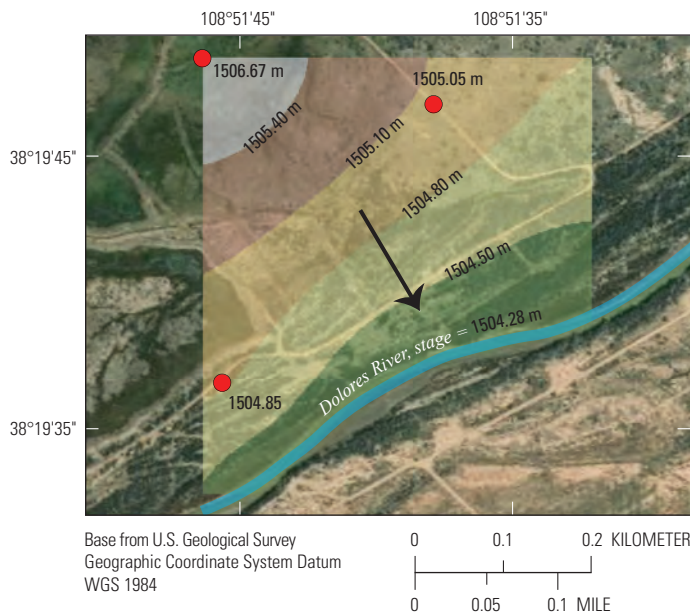 108°51'45" 108°51'35"
1506.67 m
1505.05 m
1505.40 m
1505.10 m
38°19'45"
1504.80 m
1504.50 m
Dolores River, stage = 1504.28 m
1504.85
38°19'35"
Base from U.S. Geological Survey
Geographic Coordinate System Datum
WGS 1984
0 0.1 0.2 KILOMETER
0 0.05 0.1 MILE